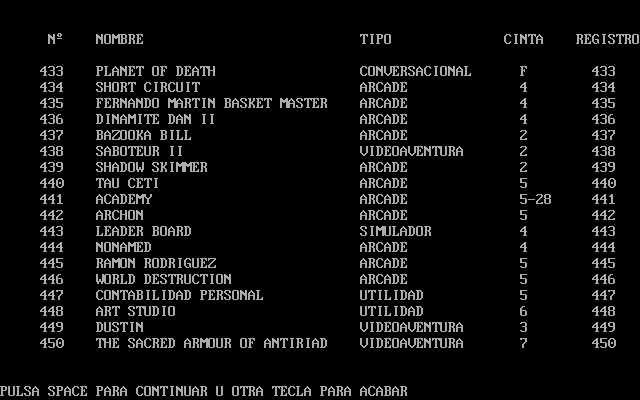 Nº NOMBRE TIPO CINTA REGISTRO
433 PLANET OF DEATH CONVERSACIONAL F 433
434 SHORT CIRCUIT ARCADE 4 434
435 FERNANDO MARTIN BASKET MASTER ARCADE 4 435
436 DINAMITE DAN II ARCADE 4 436
437 BAZOOKA BILL ARCADE 2 437
438 SABOTEUR II VIDEOAVENTURA 2 438
439 SHADOW SKIMMER ARCADE 2 439
440 TAU CETI ARCADE 5 440
441 ACADEMY ARCADE 5-28 441
442 ARCHON ARCADE 5 442
443 LEADER BOARD SIMULADOR 4 443
444 NONAMED ARCADE 4 444
445 RAMON RODRIGUEZ ARCADE 5 445
446 WORLD DESTRUCTION ARCADE 5 446
447 CONTABILIDAD PERSONAL UTILIDAD 5 447
448 ART STUDIO UTILIDAD 6 448
449 DUSTIN VIDEOAVENTURA 3 449
450 THE SACRED ARMOUR OF ANTIRIAD VIDEOAVENTURA 7 450
PULSA SPACE PARA CONTINUAR U OTRA TECLA PARA ACABAR